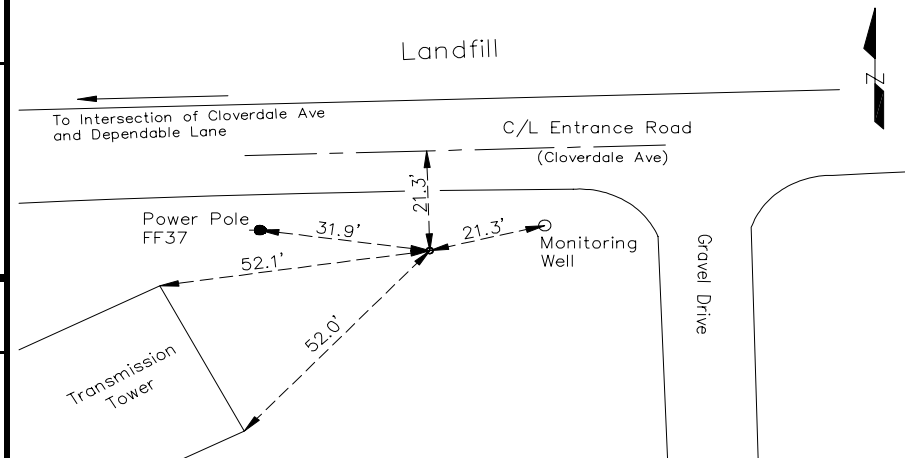 Landfill
N
To Intersection of Cloverdale Ave
and Dependable Lane
C/L Entrance Road
(Cloverdale Ave)
21.3'
Power Pole
FF37
31.9'
21.3'
Monitoring
Well
52.1'
52.0'
Gravel Drive
Transmission
Tower